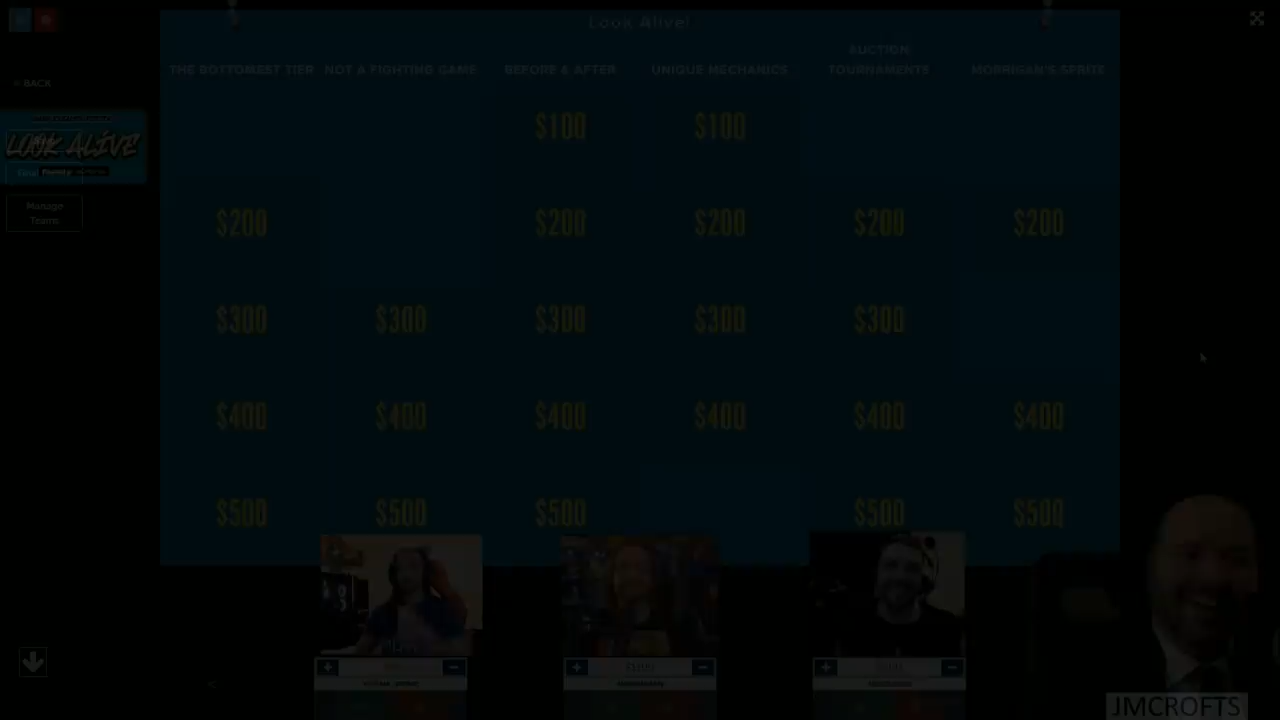 Look Alive!
AUCTION
THE BOTTOMEST TIER NOT A FIGHTING GAME BEFORE & AFTER UNIQUE MECHANICS TOURNAMENTS MORRIGAN'S SPRITE
< BACK
LOOK ALIVE
$100 $100
Manage
Teams
$200 $200 $200 $200 $200
$300 $300 $300 $300 $300
$400 $400 $400 $400 $400 $400
$500 $500 $500 $500 $500
JMCROFTS